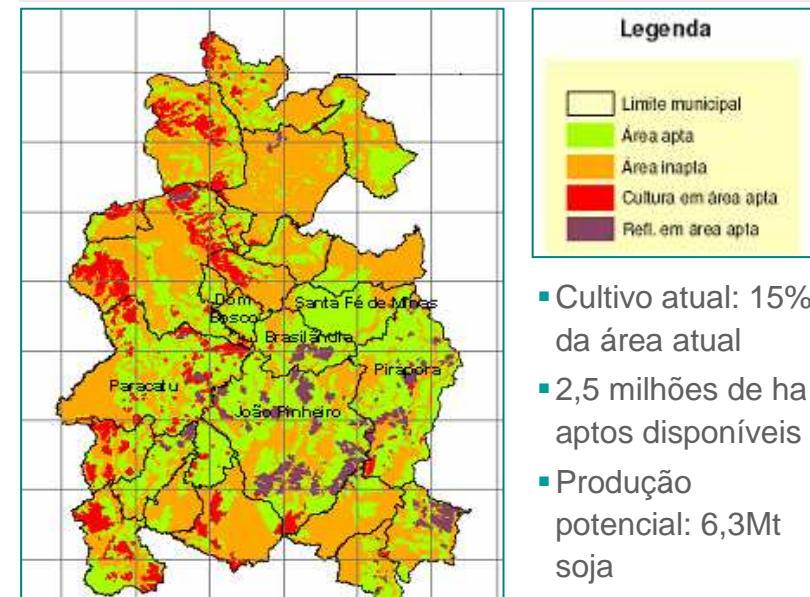 Legenda
Limite municipal
Área apta
Área inapta
Cultura em área apta
Refl. em área apta
Dom
Bosco
Santa Fé de Minas
Brasilândia
Pirapora
Paracatu
João Pinheiro
▪Cultivo atual: 15%
da área atual
▪2,5 milhões de ha
aptos disponíveis
▪Produção
potencial: 6,3Mt
soja